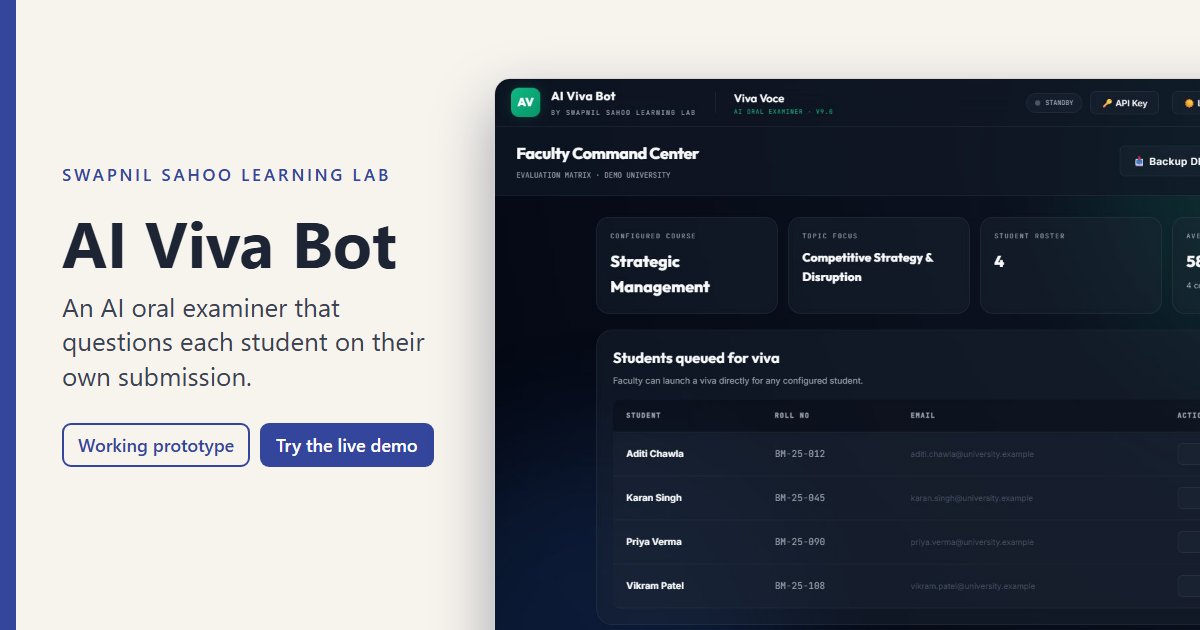 SWAPNIL SAHOO LEARNING LAB
AI Viva Bot
An AI oral examiner that
questions each student on their
own submission.
Working prototype
Try the live demo
AV
AI Viva Bot
BY SWAPNIL SAHOO LEARNING LAB
Viva Voce
AI ORAL EXAMINER ·
STANDBY
API Key
Faculty Command Center
EVALUATION MATRIX · DEMO UNIVERSITY
Backup
CONFIGURED COURSE
Strategic
Management
TOPIC FOCUS
Competitive Strategy &
Disruption
STUDENT ROSTER
4
58
Students queued for viva
Faculty can launch a viva directly for any configured student.
STUDENT ROLL NO EMAIL
Aditi Chawla BM-25-012 aditi.chawla@university.example
Karan Singh BM-25-045 karan.singh@university.example
Priya Verma BM-25-090 priya.verma@university.example
Vikram Patel BM-25-108 vikram.patel@university.example